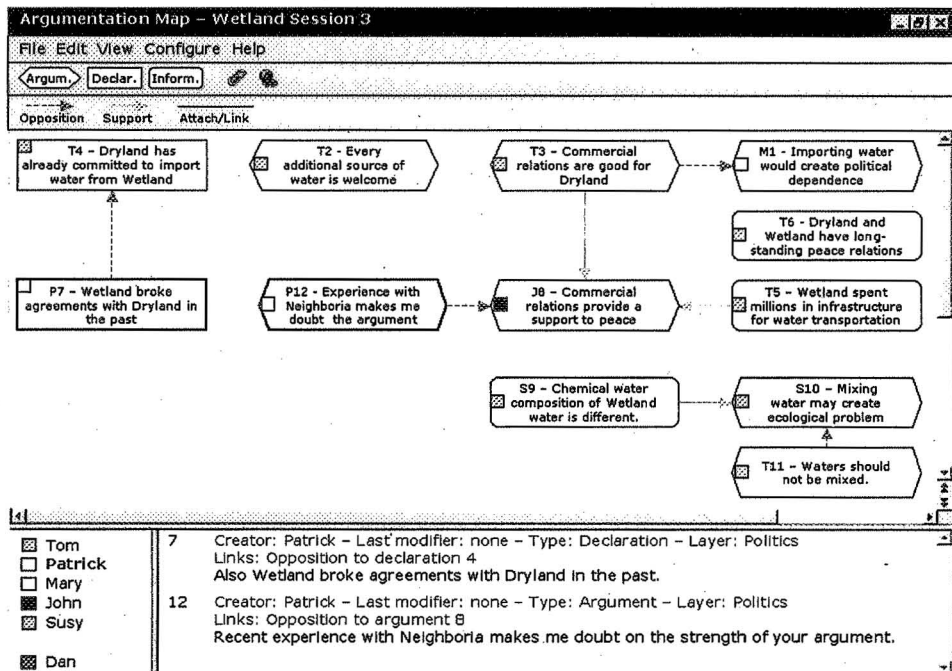 Argumentation Map – Wetland Session 3
File Edit View Configure Help
Argum. Declar. Inform.
Opposition Support Attach/Link
T4 – Dryland has
already committed to import
water from Wetland
T2 – Every
additional source of
water is welcome
T3 – Commercial
relations are good for
Dryland
M1 – Importing water
would create political
dependence
T6 – Dryland and
Wetland have long-
standing peace relations
P7 – Wetland broke
agreements with Dryland in
the past
P12 – Experience with
Neighboria makes me
doubt the argument
J8 – Commercial
relations provide a
support to peace
T5 – Wetland spent
millions in infrastructure
for water transportation
S9 – Chemical water
composition of Wetland
water is different.
S10 – Mixing
water may create
ecological problem
T11 – Waters should
not be mixed.
Tom
Patrick
Mary
John
Susy
Dan
7 Creator: Patrick – Last modifier: none – Type: Declaration – Layer: Politics
Links: Opposition to declaration 4
Also Wetland broke agreements with Dryland in the past.
12 Creator: Patrick – Last modifier: none – Type: Argument – Layer: Politics
Links: Opposition to argument 8
Recent experience with Neighboria makes me doubt on the strength of your argument.